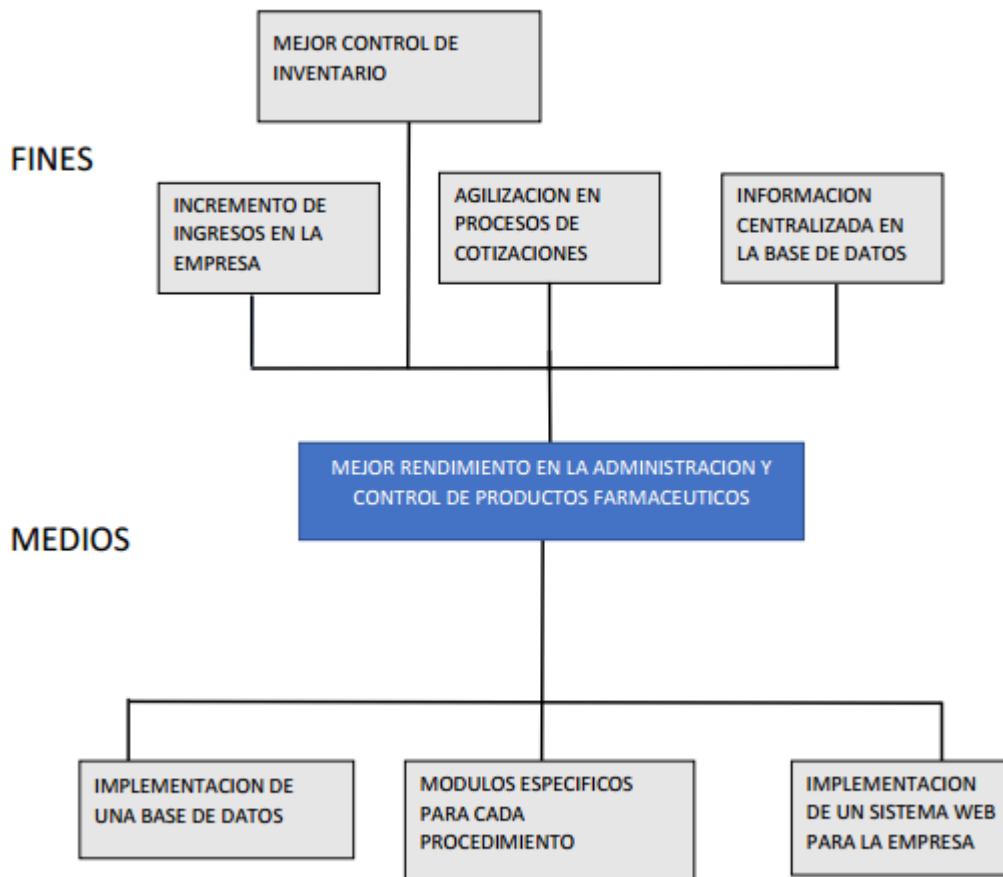 MEJOR CONTROL DE
INVENTARIO
FINES
INCREMENTO DE
INGRESOS EN LA
EMPRESA
AGILIZACION EN
PROCESOS DE
COTIZACIONES
INFORMACION
CENTRALIZADA EN
LA BASE DE DATOS
MEJOR RENDIMIENTO EN LA ADMINISTRACION Y
CONTROL DE PRODUCTOS FARMACEUTICOS
MEDIOS
IMPLEMENTACION DE
UNA BASE DE DATOS
MODULOS ESPECIFICOS
PARA CADA
PROCEDIMIENTO
IMPLEMENTACION
DE UN SISTEMA WEB
PARA LA EMPRESA